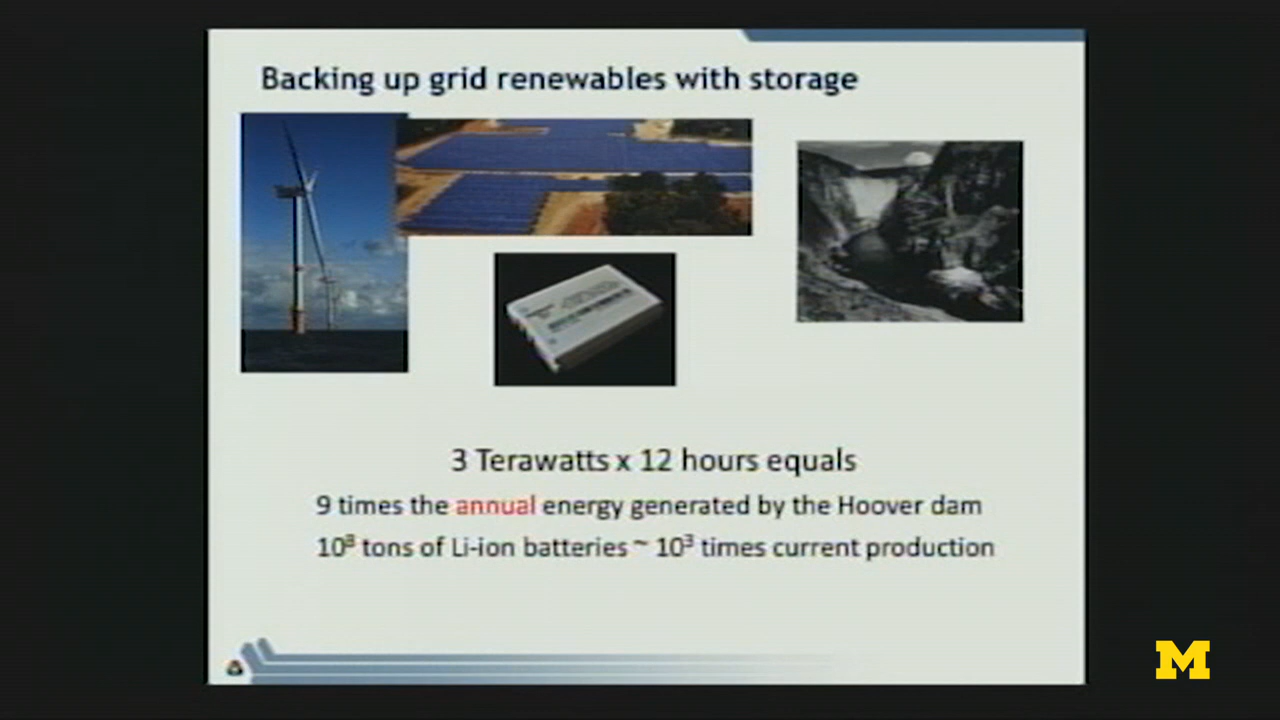 Backing up grid renewables with storage
3 Terawatts x 12 hours equals
9 times the annual energy generated by the Hoover dam
10⁸ tons of Li-ion batteries ~ 10³ times current production
M